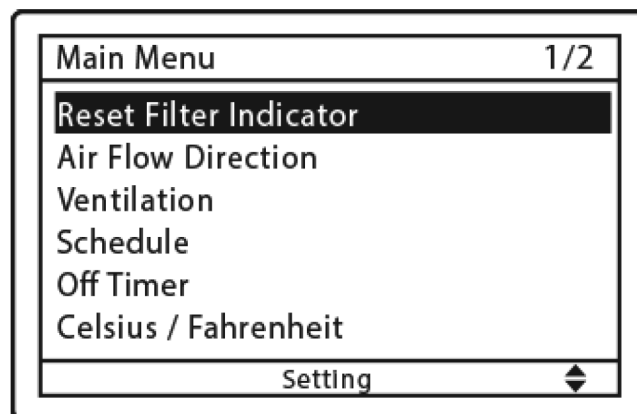 Main Menu 1/2
Reset Filter Indicator
Air Flow Direction
Ventilation
Schedule
Off Timer
Celsius / Fahrenheit
Setting